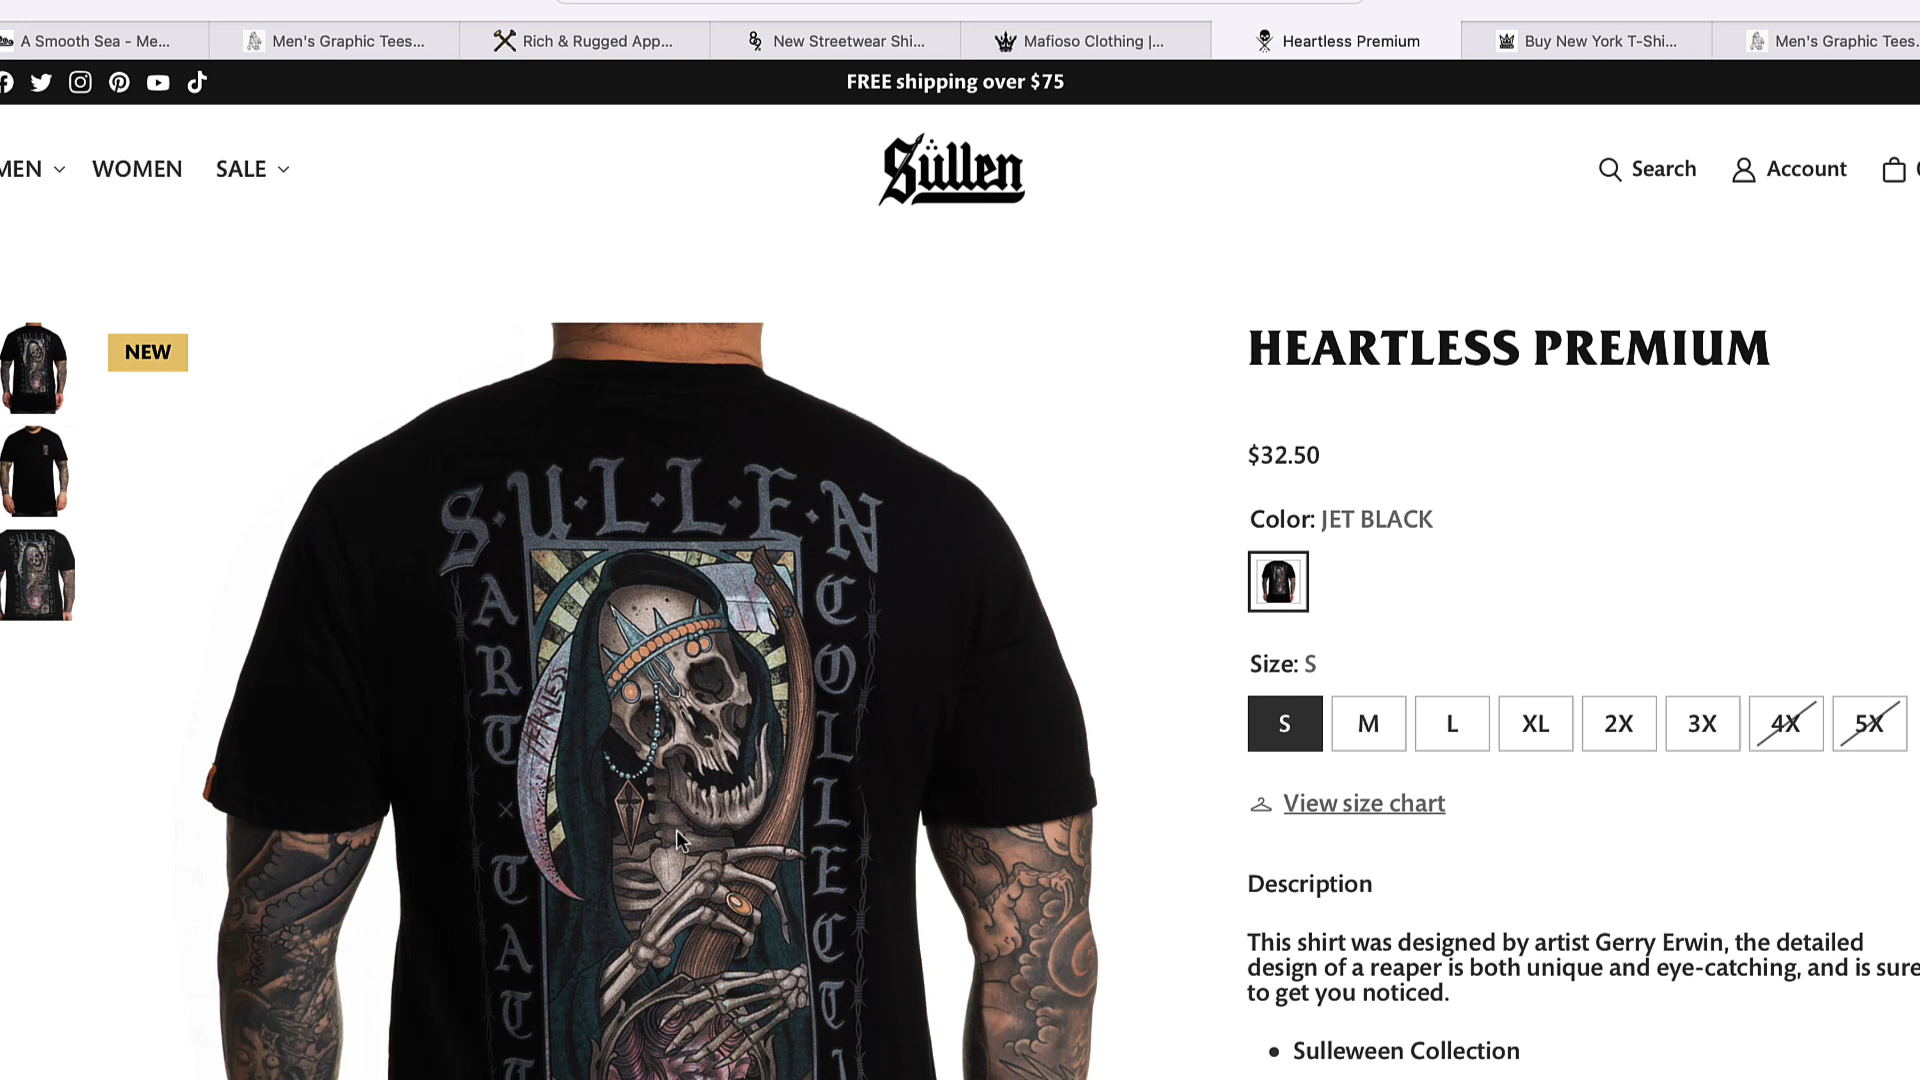 A Smooth Sea - Me...
Men's Graphic Tees...
Rich & Rugged App...
New Streetwear Shi...
Mafioso Clothing |...
Heartless Premium
Buy New York T-Shi...
Men's Graphic Tees.
FREE shipping over $75
MEN
WOMEN
SALE
Süllen
Search
Account
NEW
HEARTLESS PREMIUM
$32.50
Color: JET BLACK
Size: S
S
M
L
XL
2X
3X
4X
5X
View size chart
Description
This shirt was designed by artist Gerry Erwin, the detailed
design of a reaper is both unique and eye-catching, and is sure
to get you noticed.
• Sulleween Collection
S·U·L·L·E·N
ART × TATT
COLLECTI